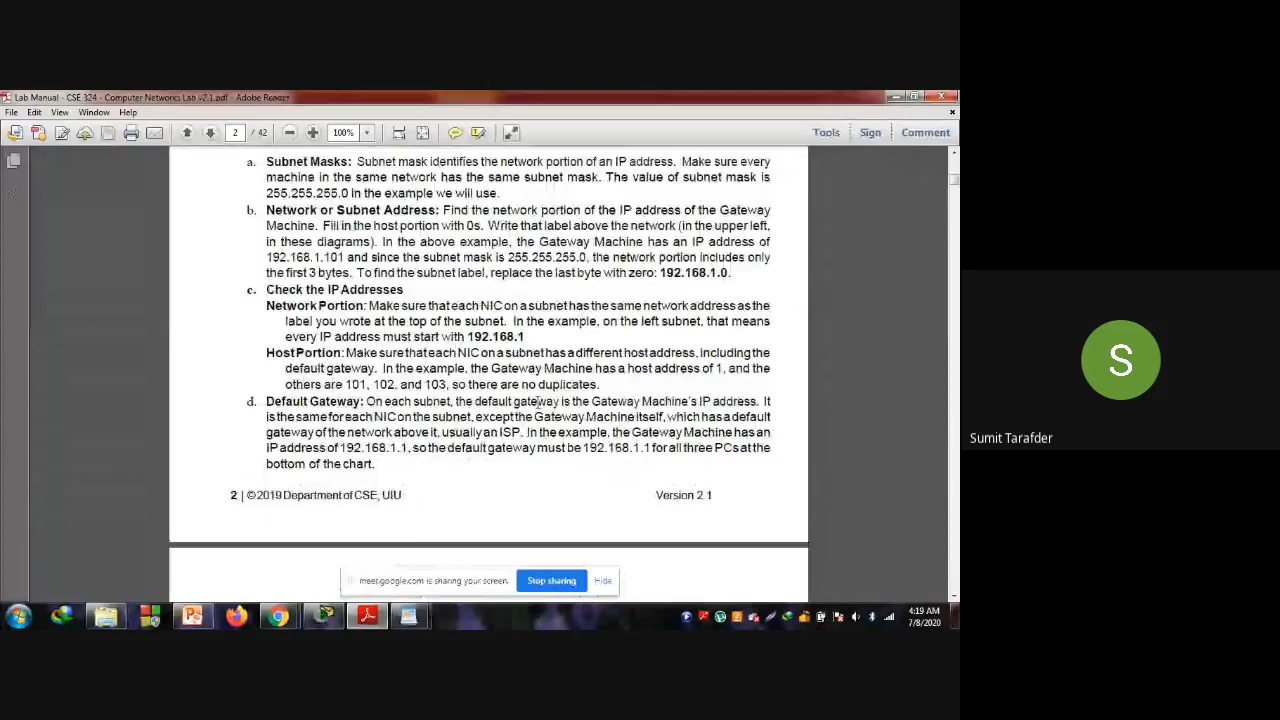 Lab Manual - CSE 324 - Computer Networks Lab v2.1.pdf - Adobe Reader
File Edit View Window Help
2 / 42 100% Tools Sign Comment
a. Subnet Masks: Subnet mask identifies the network portion of an IP address. Make sure every
machine in the same network has the same subnet mask. The value of subnet mask is
255.255.255.0 in the example we will use.
b. Network or Subnet Address: Find the network portion of the IP address of the Gateway
Machine. Fill in the host portion with 0s. Write that label above the network (in the upper left,
in these diagrams). In the above example, the Gateway Machine has an IP address of
192.168.1.101 and since the subnet mask is 255.255.255.0, the network portion includes only
the first 3 bytes. To find the subnet label, replace the last byte with zero: 192.168.1.0.
c. Check the IP Addresses
Network Portion: Make sure that each NIC on a subnet has the same network address as the
label you wrote at the top of the subnet. In the example, on the left subnet, that means
every IP address must start with 192.168.1
Host Portion: Make sure that each NIC on a subnet has a different host address, including the
default gateway. In the example, the Gateway Machine has a host address of 1, and the
others are 101, 102, and 103, so there are no duplicates.
d. Default Gateway: On each subnet, the default gateway is the Gateway Machine's IP address. It
is the same for each NIC on the subnet, except the Gateway Machine itself, which has a default
gateway of the network above it, usually an ISP. In the example, the Gateway Machine has an
IP address of 192.168.1.1, so the default gateway must be 192.168.1.1 for all three PCs at the
bottom of the chart.
2 | ©2019 Department of CSE, UIU Version 2.1
meet.google.com is sharing your screen. Stop sharing Hide
4:19 AM
7/8/2020
S
Sumit Tarafder